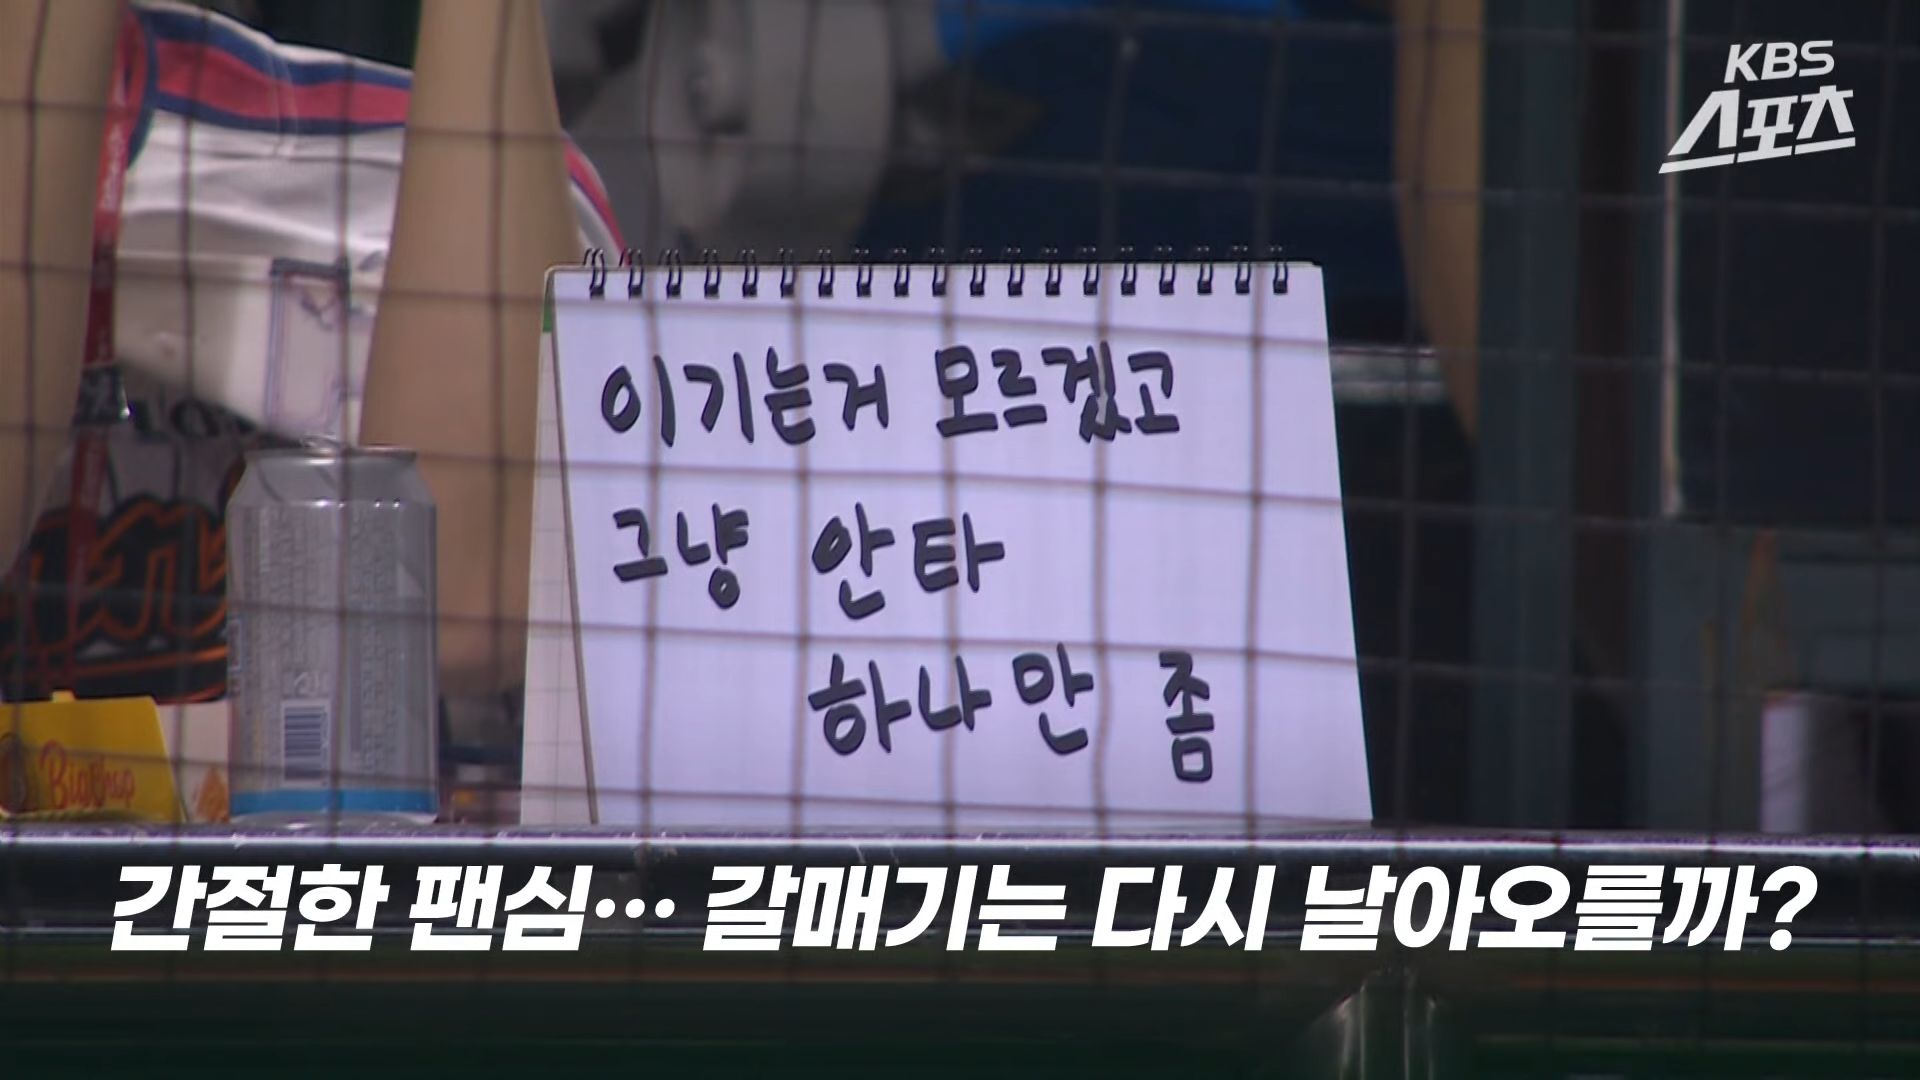 KBS
스포츠
이기는거 모르겠고
그냥 안타
하나만 좀
BigChop
간절한 팬심… 갈매기는 다시 날아오를까?